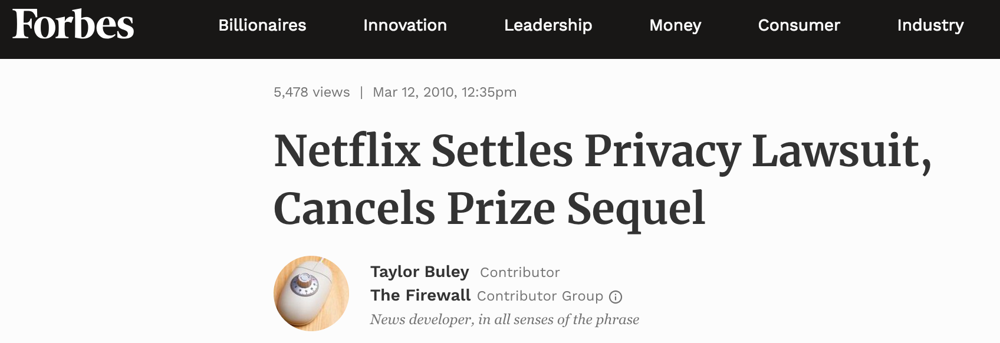 Forbes Billionaires Innovation Leadership Money Consumer Industry
5,478 views | Mar 12, 2010, 12:35pm
Netflix Settles Privacy Lawsuit,
Cancels Prize Sequel
Taylor Buley Contributor
The Firewall Contributor Group
News developer, in all senses of the phrase